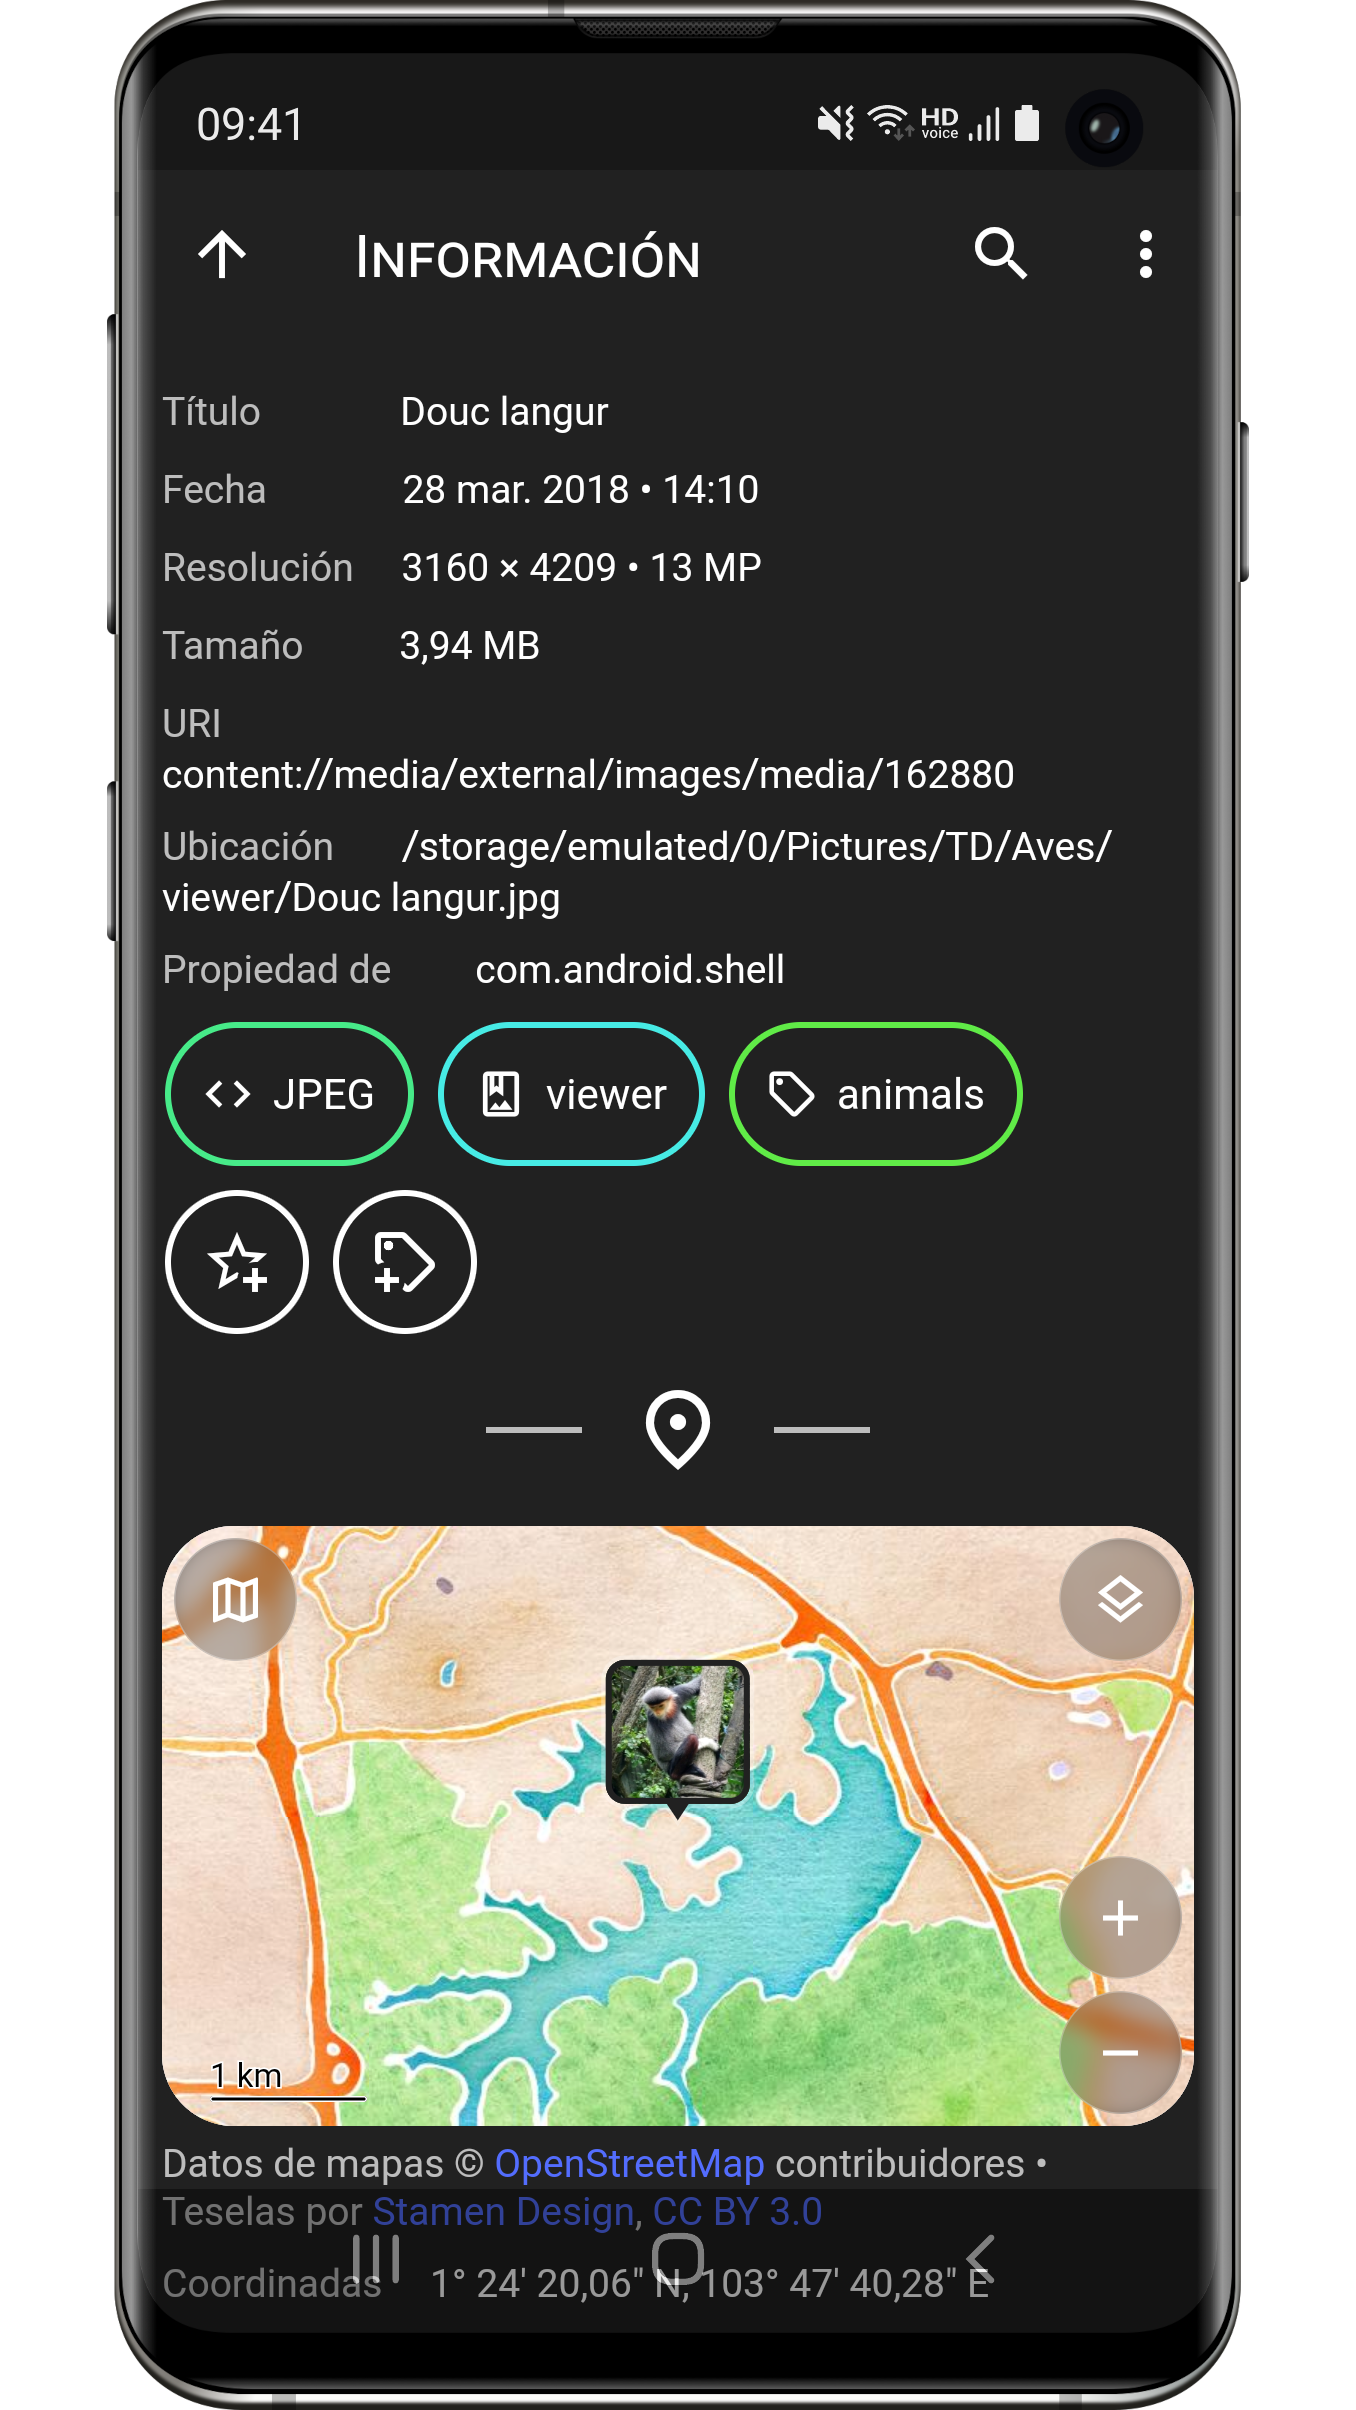 09:41
HD
voice
INFORMACIÓN
Título Douc langur
Fecha 28 mar. 2018 • 14:10
Resolución 3160 × 4209 • 13 MP
Tamaño 3,94 MB
URI
content://media/external/images/media/162880
Ubicación /storage/emulated/0/Pictures/TD/Aves/
viewer/Douc langur.jpg
Propiedad de com.android.shell
JPEG viewer animals
1 km
Datos de mapas © OpenStreetMap contribuidores •
Teselas por Stamen Design, CC BY 3.0
Coordinadas 1° 24' 20,06" N, 103° 47' 40,28" E